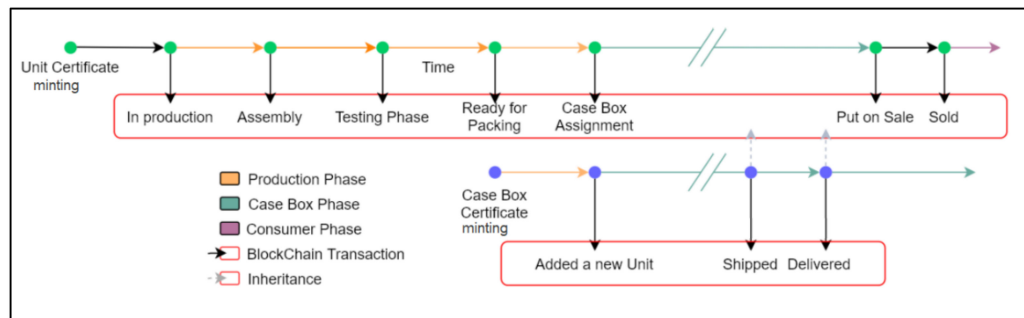 Unit Certificate
minting
Time
In production
Assembly
Testing Phase
Ready for
Packing
Case Box
Assignment
Put on Sale
Sold
Production Phase
Case Box Phase
Consumer Phase
BlockChain Transaction
Inheritance
Case Box
Certificate
minting
Added a new Unit
Shipped
Delivered